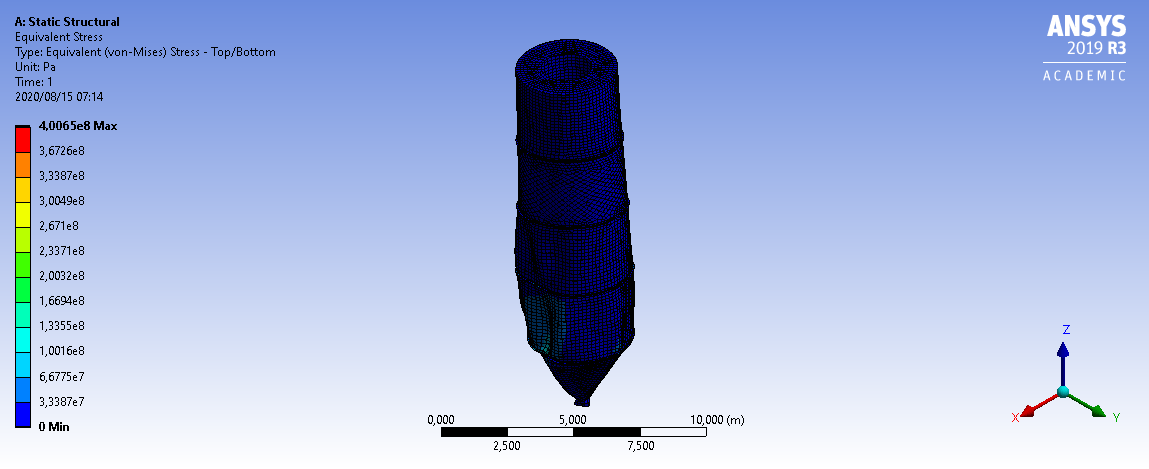 A: Static Structural
Equivalent Stress
Type: Equivalent (von-Mises) Stress - Top/Bottom
Unit: Pa
Time: 1
2020/08/15 07:14
4,0065e8 Max
3,6726e8
3,3387e8
3,0049e8
2,671e8
2,3371e8
2,0032e8
1,6694e8
1,3355e8
1,0016e8
6,6775e7
3,3387e7
0 Min
ANSYS
2019 R3
ACADEMIC
0,000 5,000 10,000 (m)
2,500 7,500
Z
X Y